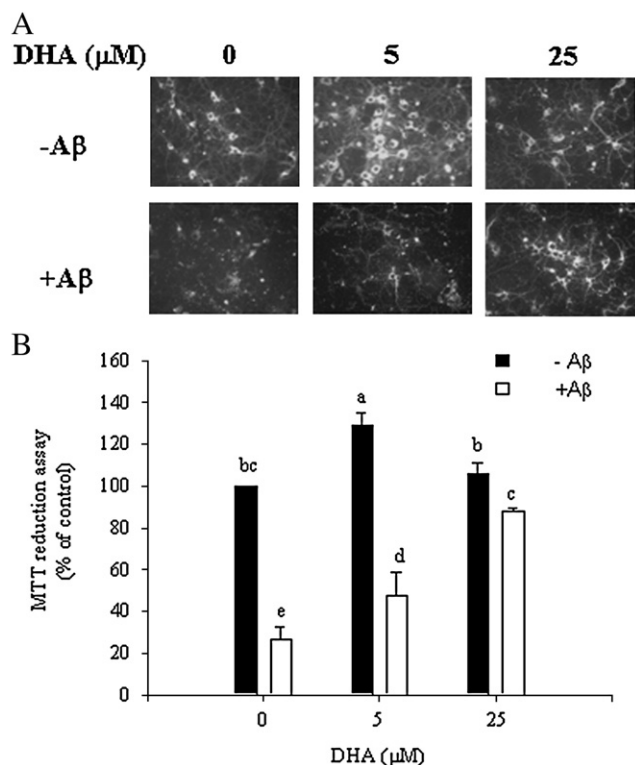 A
DHA (µM) 0 5 25
-Aβ
+Aβ
B
160
140
120
100
80
60
40
20
0
MTT reduction assay
(% of control)
- Aβ
+Aβ
bc
e
a
d
b
c
0 5 25
DHA (µM)